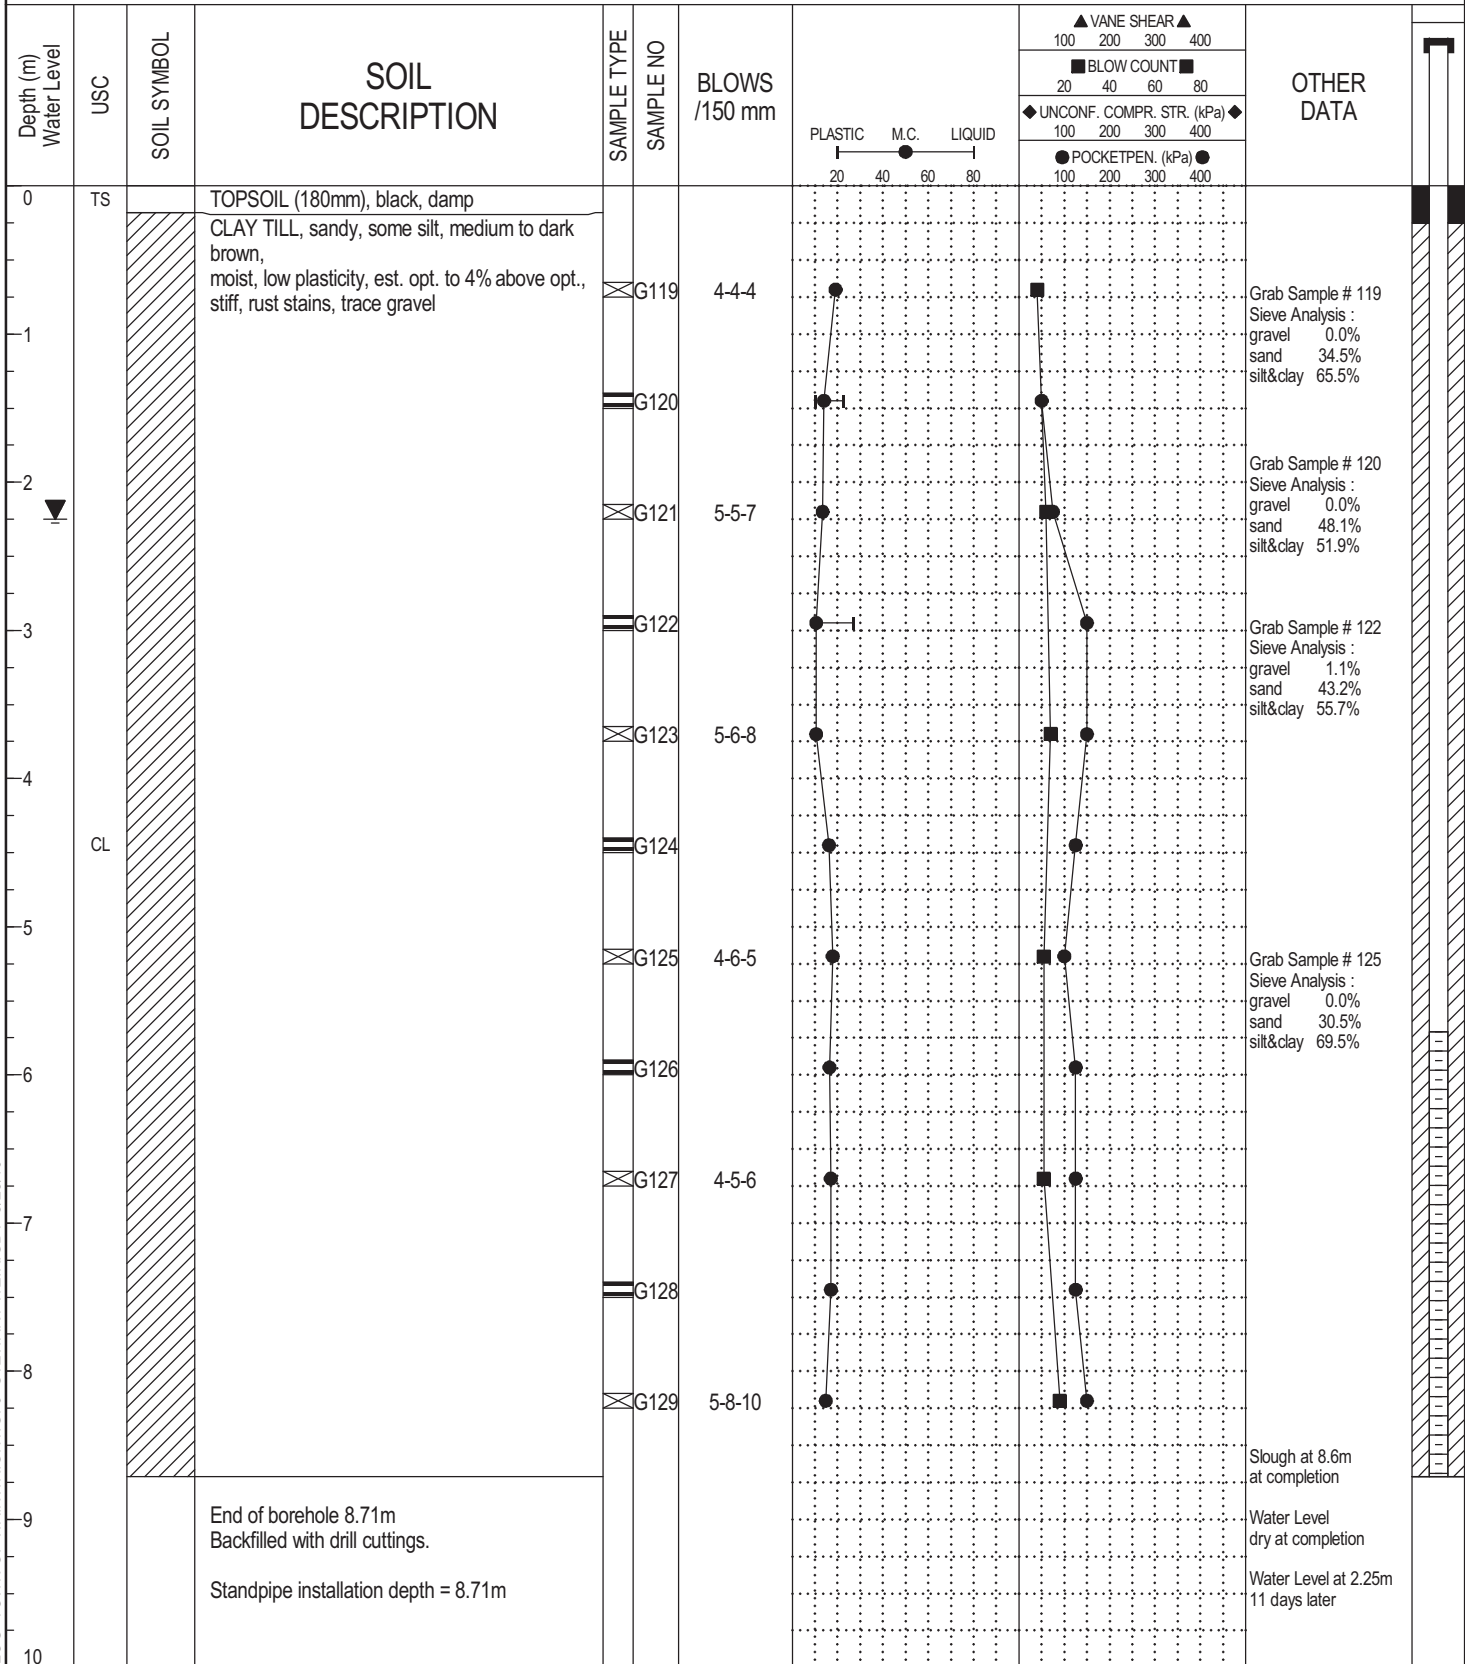 Depth (m)
Water Level
USC
SOIL SYMBOL
SOIL
DESCRIPTION
SAMPLE TYPE
SAMPLE NO
BLOWS
/150 mm
PLASTIC M.C. LIQUID
20 40 60 80
▲ VANE SHEAR ▲
100 200 300 400
■ BLOW COUNT ■
20 40 60 80
◆ UNCONF. COMPR. STR. (kPa) ◆
100 200 300 400
● POCKETPEN. (kPa) ●
100 200 300 400
OTHER
DATA
0 TS TOPSOIL (180mm), black, damp
CLAY TILL, sandy, some silt, medium to dark
brown,
moist, low plasticity, est. opt. to 4% above opt.,
stiff, rust stains, trace gravel
G119 4-4-4
Grab Sample # 119
Sieve Analysis :
gravel 0.0%
sand 34.5%
silt&clay 65.5%
1
G120
Grab Sample # 120
Sieve Analysis :
gravel 0.0%
sand 48.1%
silt&clay 51.9%
2
G121 5-5-7
G122
3
Grab Sample # 122
Sieve Analysis :
gravel 1.1%
sand 43.2%
silt&clay 55.7%
G123 5-6-8
4
CL G124
5
G125 4-6-5
Grab Sample # 125
Sieve Analysis :
gravel 0.0%
sand 30.5%
silt&clay 69.5%
6
G126
G127 4-5-6
7
G128
8
G129 5-8-10
Slough at 8.6m
at completion
9
End of borehole 8.71m
Backfilled with drill cuttings.
Standpipe installation depth = 8.71m
Water Level
dry at completion
Water Level at 2.25m
11 days later
10